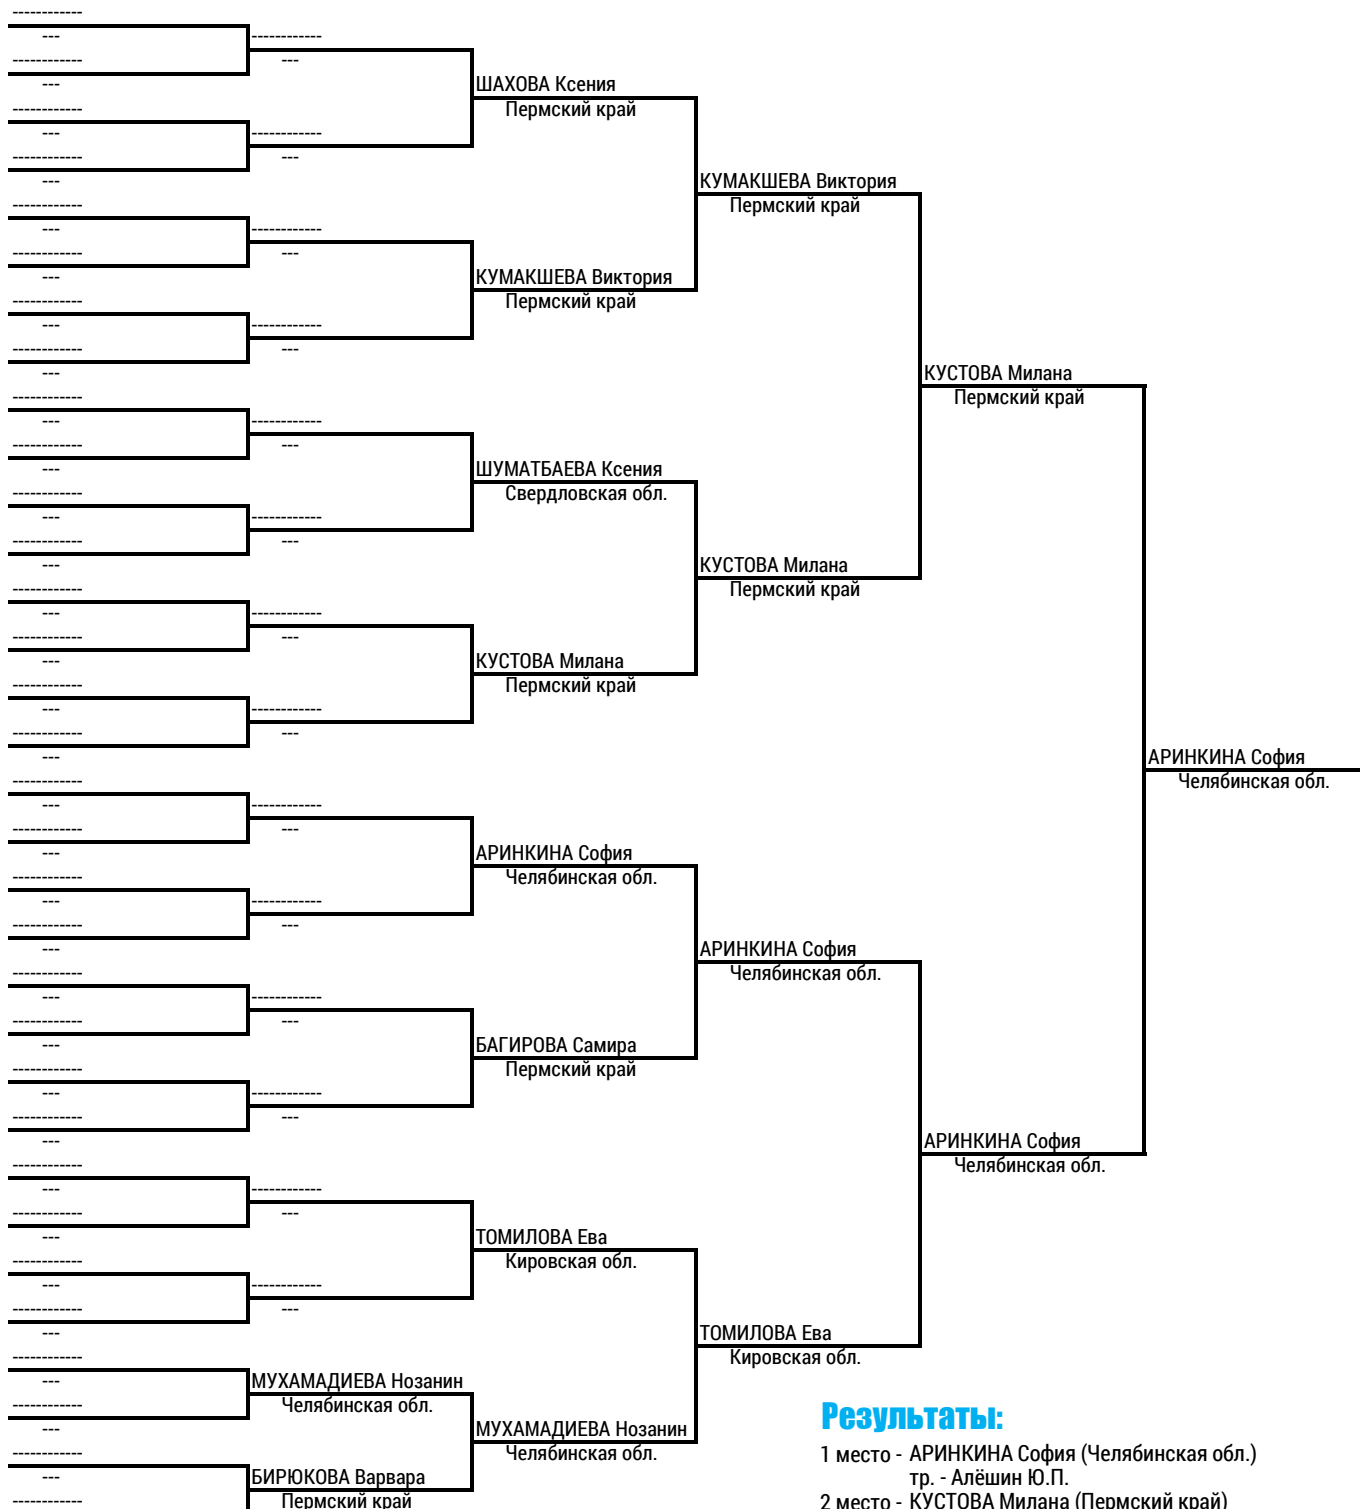 ШАХОВА Ксения
Пермский край
КУМАКШЕВА Виктория
Пермский край
КУМАКШЕВА Виктория
Пермский край
КУСТОВА Милана
Пермский край
ШУМАТБАЕВА Ксения
Свердловская обл.
КУСТОВА Милана
Пермский край
КУСТОВА Милана
Пермский край
АРИНКИНА София
Челябинская обл.
АРИНКИНА София
Челябинская обл.
АРИНКИНА София
Челябинская обл.
БАГИРОВА Самира
Пермский край
АРИНКИНА София
Челябинская обл.
ТОМИЛОВА Ева
Кировская обл.
ТОМИЛОВА Ева
Кировская обл.
МУХАМАДИЕВА Нозанин
Челябинская обл.
МУХАМАДИЕВА Нозанин
Челябинская обл.
БИРЮКОВА Варвара
Пермский край
Результаты:
1 место - АРИНКИНА София (Челябинская обл.)
тр. - Алёшин Ю.П.
2 место - КУСТОВА Милана (Пермский край)